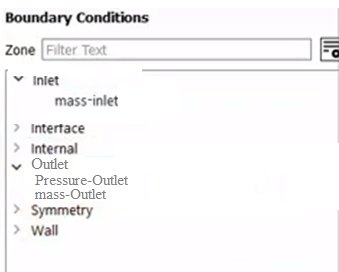 Boundary Conditions
Zone Filter Text
Inlet
mass-inlet
Interface
Internal
Outlet
Pressure-Outlet
mass-Outlet
Symmetry
Wall